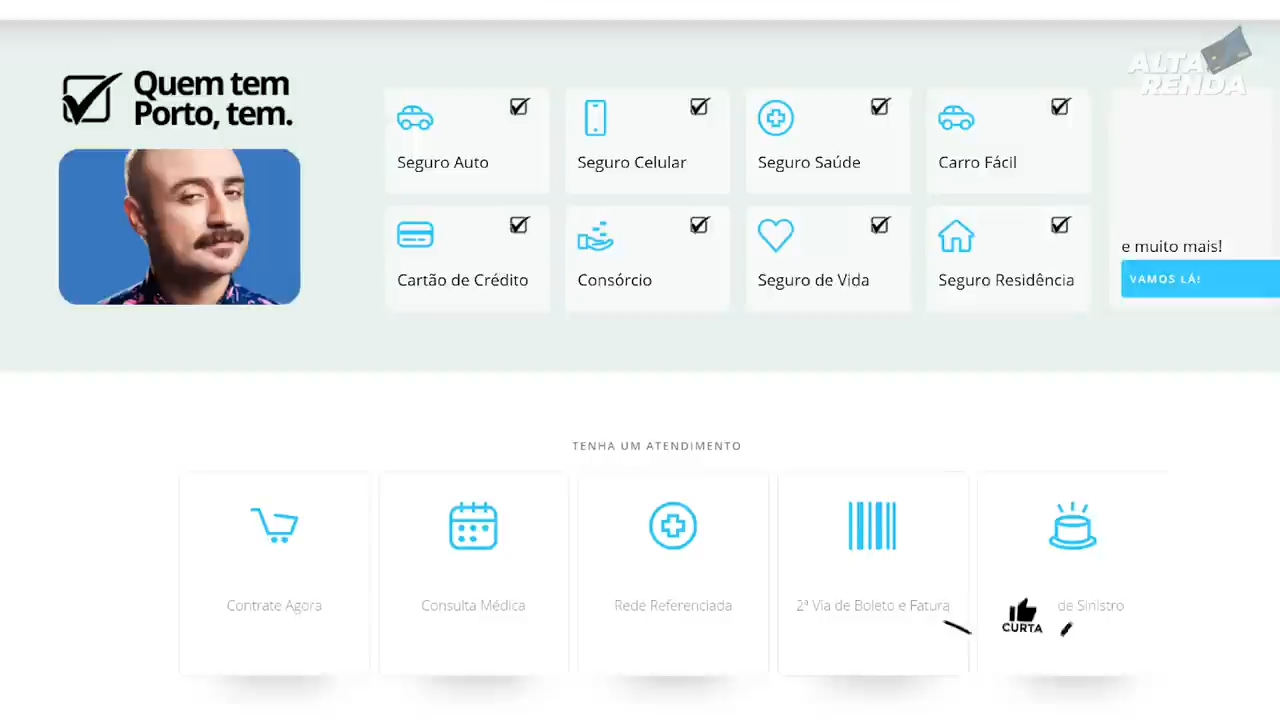 ALTA
RENDA
Quem tem
Porto, tem.
Seguro Auto
Seguro Celular
Seguro Saúde
Carro Fácil
Cartão de Crédito
Consórcio
Seguro de Vida
Seguro Residência
e muito mais!
VAMOS LÁ!
TENHA UM ATENDIMENTO
Contrate Agora
Consulta Médica
Rede Referenciada
2ª Via de Boleto e Fatura
de Sinistro
CURTA